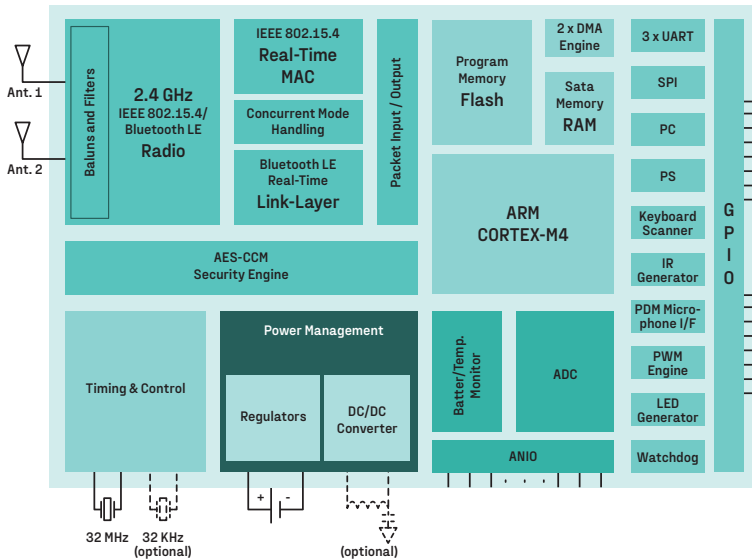 Ant. 1
Ant. 2
Baluns and Filters
2.4 GHz
IEEE 802.15.4/
Bluetooth LE
Radio
IEEE 802.15.4
Real-Time
MAC
Concurrent Mode
Handling
Bluetooth LE
Real-Time
Link-Layer
Packet Input / Output
AES-CCM
Security Engine
Program
Memory
Flash
2 x DMA
Engine
Sata
Memory
RAM
ARM
CORTEX-M4
3 x UART
SPI
PC
PS
Keyboard
Scanner
IR
Generator
PDM Micro-
phone I/F
PWM
Engine
LED
Generator
Watchdog
GPIO
Timing & Control
Power Management
Regulators
DC/DC
Converter
Batter/Temp.
Monitor
ADC
ANIO
32 MHz
32 KHz
(optional)
+ -
(optional)